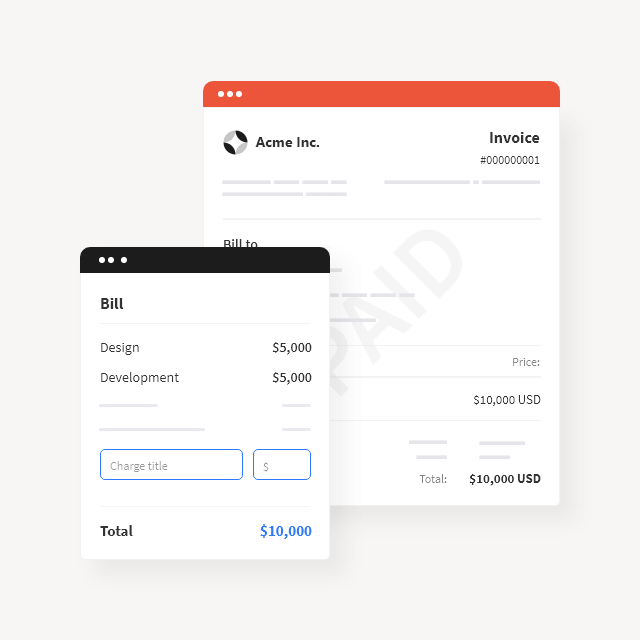 Acme Inc.
Invoice
#000000001
Bill to
PAID
Price:
$10,000 USD
Total: $10,000 USD
Bill
Design $5,000
Development $5,000
Charge title $
Total $10,000